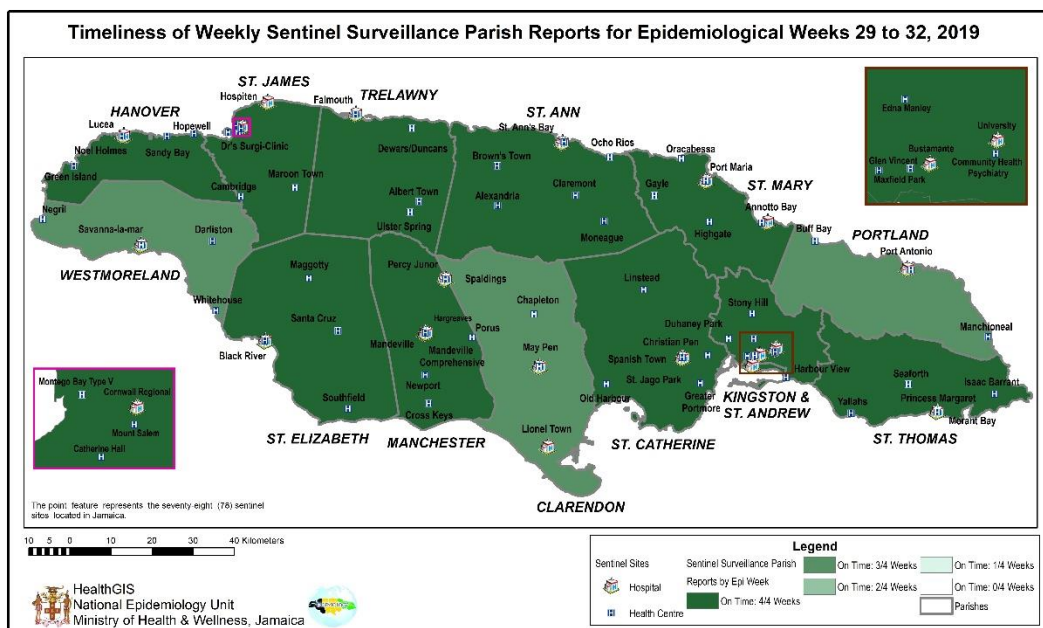 Timeliness of Weekly Sentinel Surveillance Parish Reports for Epidemiological Weeks 29 to 32, 2019
ST. JAMES
Hospiten
HANOVER
Lucea
Hopewell
Noel Holmes
Sandy Bay
Green Island
Dr's Surgi-Clinic
Cambridge
Maroon Town
Falmouth
TRELAWNY
Dewars/Duncans
Albert Town
Ulster Spring
ST. ANN
St. Ann's Bay
Ocho Rios
Brown's Town
Alexandria
Claremont
Moneague
Oracabessa
Port Maria
Gayle
ST. MARY
Annotto Bay
Highgate
Edna Manley
University
Bustamante
Glen Vincent
Community Health
Psychiatry
Maxfield Park
Negril
Savanna-la-mar
Darliston
WESTMORELAND
Whitehouse
Maggotty
Santa Cruz
Black River
Southfield
ST. ELIZABETH
Percy Junor
Spaldings
Hargreaves
Mandeville
Porus
Mandeville
Comprehensive
Newport
Cross Keys
MANCHESTER
Chapleton
May Pen
Lionel Town
CLARENDON
Linstead
Duhaney Park
Christian Pen
Spanish Town
St. Jago Park
Old Harbour
Greater
Portmore
ST. CATHERINE
Stony Hill
Harbour View
KINGSTON &
ST. ANDREW
Buff Bay
PORTLAND
Port Antonio
Manchioneal
Seaforth
Isaac Barrant
Princess Margaret
Yallahs
Morant Bay
ST. THOMAS
Montego Bay Type V
Cornwall Regional
Mount Salem
Catherine Hall
The point feature represents the seventy-eight (78) sentinel
sites located in Jamaica.
10 5 0 10 20 30 40 Kilometers
HealthGIS
National Epidemiology Unit
Ministry of Health & Wellness, Jamaica
Legend
Sentinel Sites
Hospital
Health Centre
Sentinel Surveillance Parish
Reports by Epi Week
On Time: 4/4 Weeks
On Time: 3/4 Weeks
On Time: 2/4 Weeks
On Time: 1/4 Weeks
On Time: 0/4 Weeks
Parishes